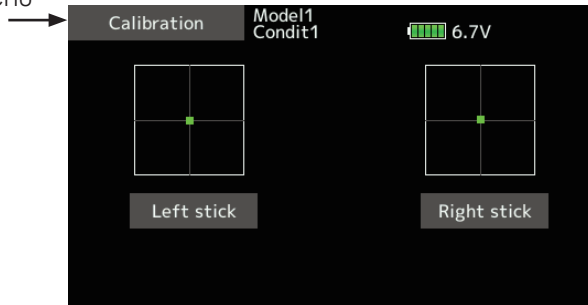 Calibration
Model1
Condit1
6.7V
Left stick
Right stick